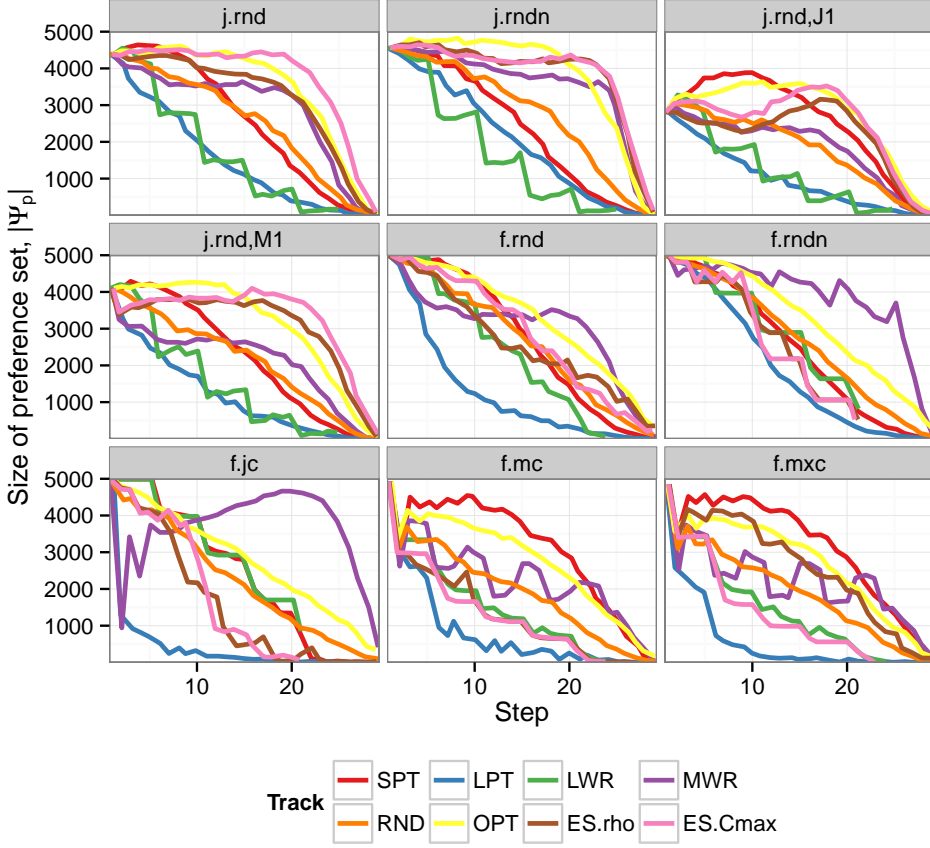 j.rnd j.rndn j.rnd,J1
5000
4000
3000
2000
1000
j.rnd,M1 f.rnd f.rndn
5000
4000
3000
2000
1000
f.jc f.mc f.mxc
5000
4000
3000
2000
1000
Size of preference set, |Ψp|
10 20 10 20 10 20
Step
Track
SPT LPT LWR MWR
RND OPT ES.rho ES.Cmax